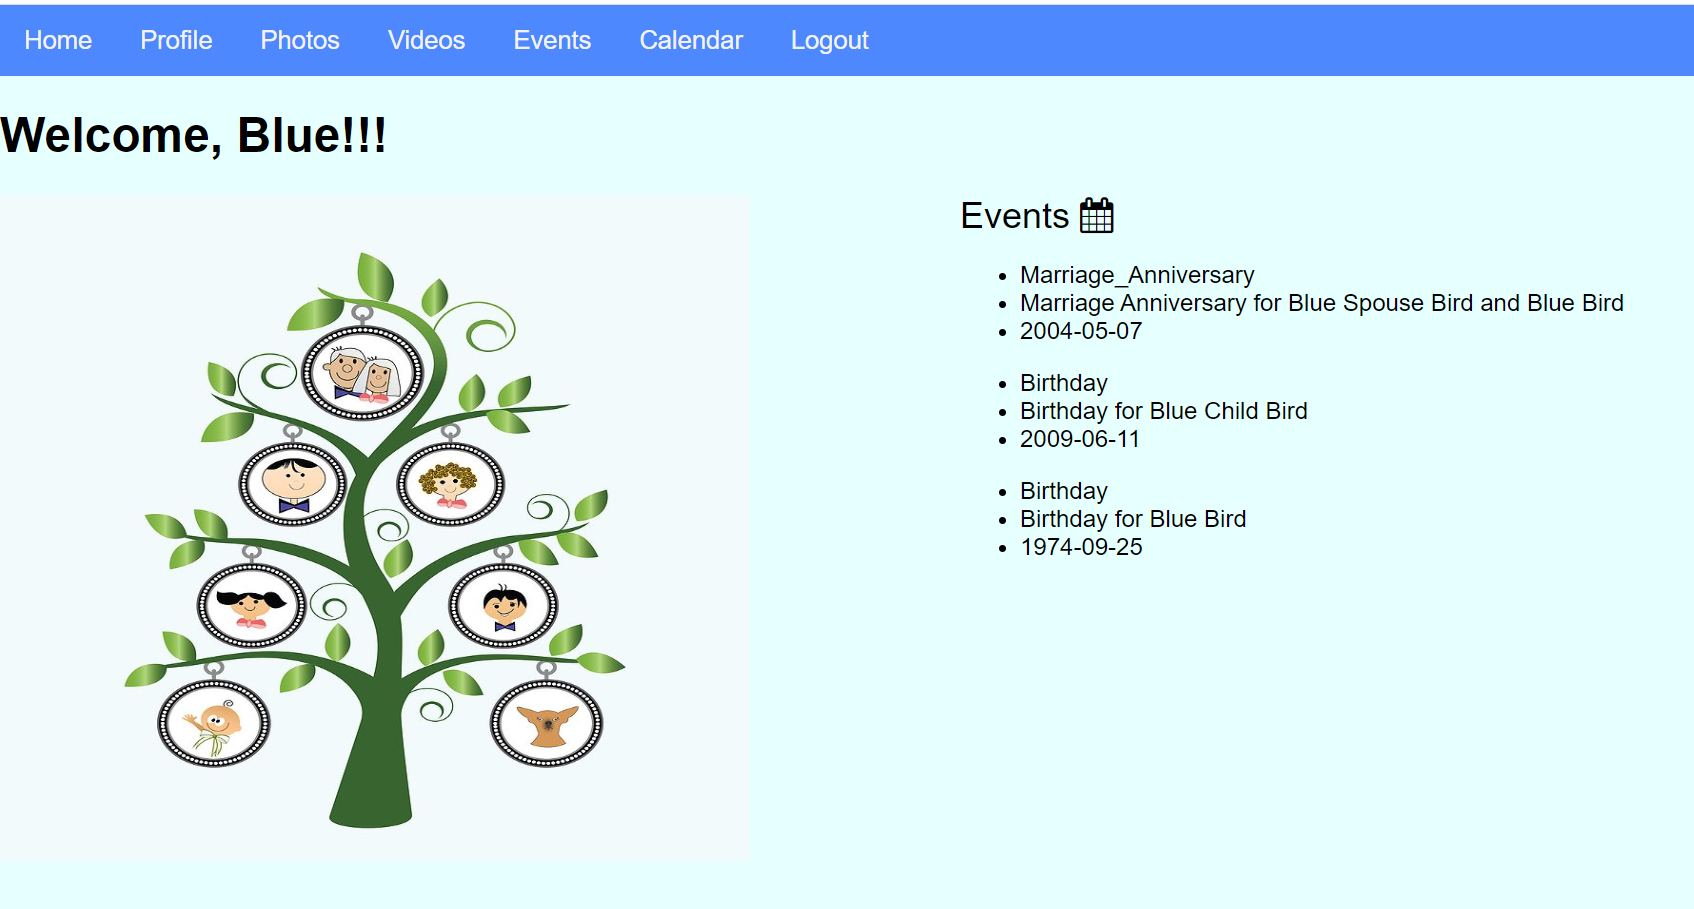 Home Profile Photos Videos Events Calendar Logout
Welcome, Blue!!!
Events
Marriage_Anniversary
Marriage Anniversary for Blue Spouse Bird and Blue Bird
2004-05-07
Birthday
Birthday for Blue Child Bird
2009-06-11
Birthday
Birthday for Blue Bird
1974-09-25